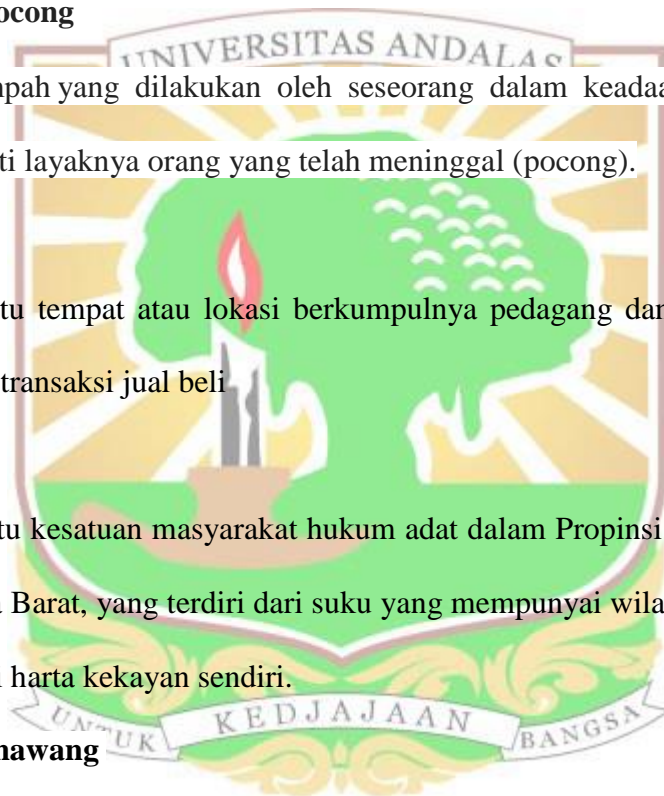 ocong
UNIVERSITAS ANDALAS
npah yang dilakukan oleh seseorang dalam keadaa
ti layaknya orang yang telah meninggal (pocong).
tu tempat atau lokasi berkumpulnya pedagang dan
transaksi jual beli
tu kesatuan masyarakat hukum adat dalam Propinsi
a Barat, yang terdiri dari suku yang mempunyai wila
i harta kekayan sendiri.
UNTUK KEDJAJAAN BANGSA
nawang